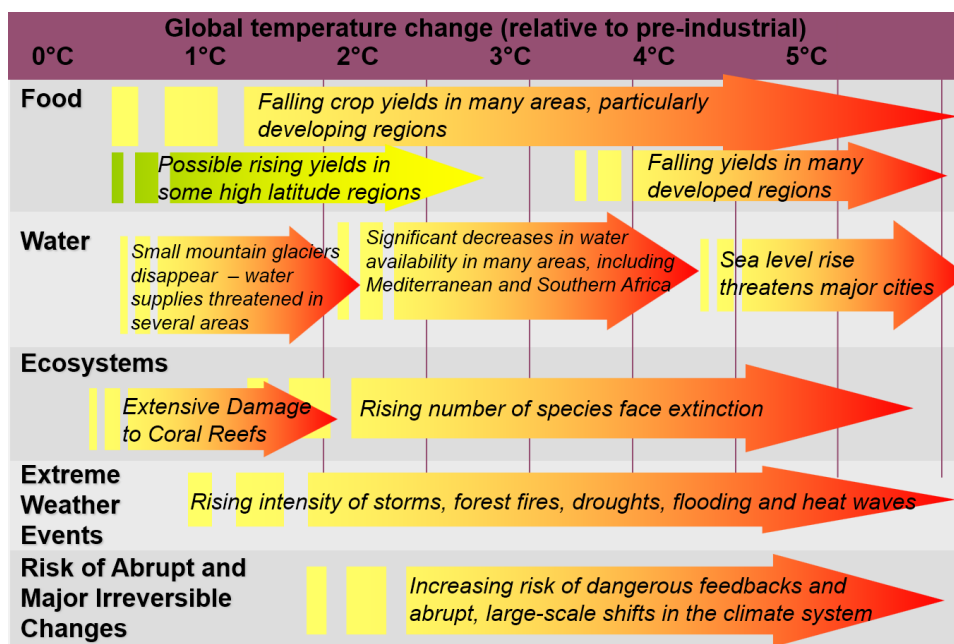 Global temperature change (relative to pre-industrial)
0°C 1°C 2°C 3°C 4°C 5°C
Food
Falling crop yields in many areas, particularly
developing regions
Possible rising yields in
some high latitude regions
Falling yields in many
developed regions
Water
Small mountain glaciers
disappear – water
supplies threatened in
several areas
Significant decreases in water
availability in many areas, including
Mediterranean and Southern Africa
Sea level rise
threatens major cities
Ecosystems
Extensive Damage
to Coral Reefs
Rising number of species face extinction
Extreme
Weather
Events
Rising intensity of storms, forest fires, droughts, flooding and heat waves
Risk of Abrupt and
Major Irreversible
Changes
Increasing risk of dangerous feedbacks and
abrupt, large-scale shifts in the climate system